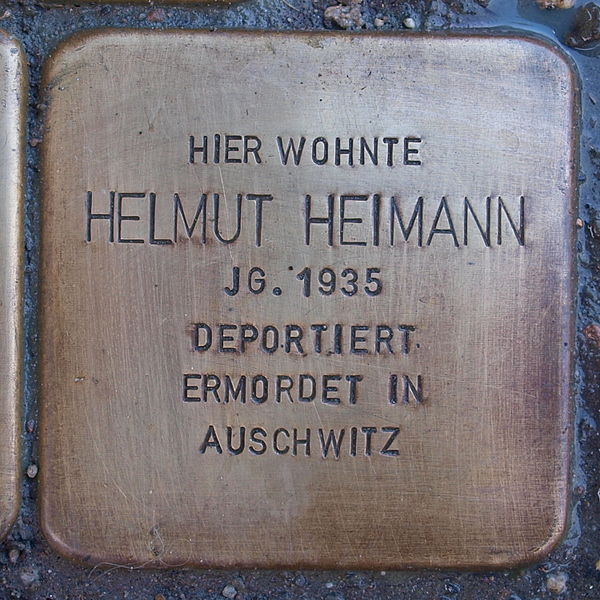 HIER WOHNTE
HELMUT HEIMANN
JG. 1935
DEPORTIERT
ERMORDET IN
AUSCHWITZ